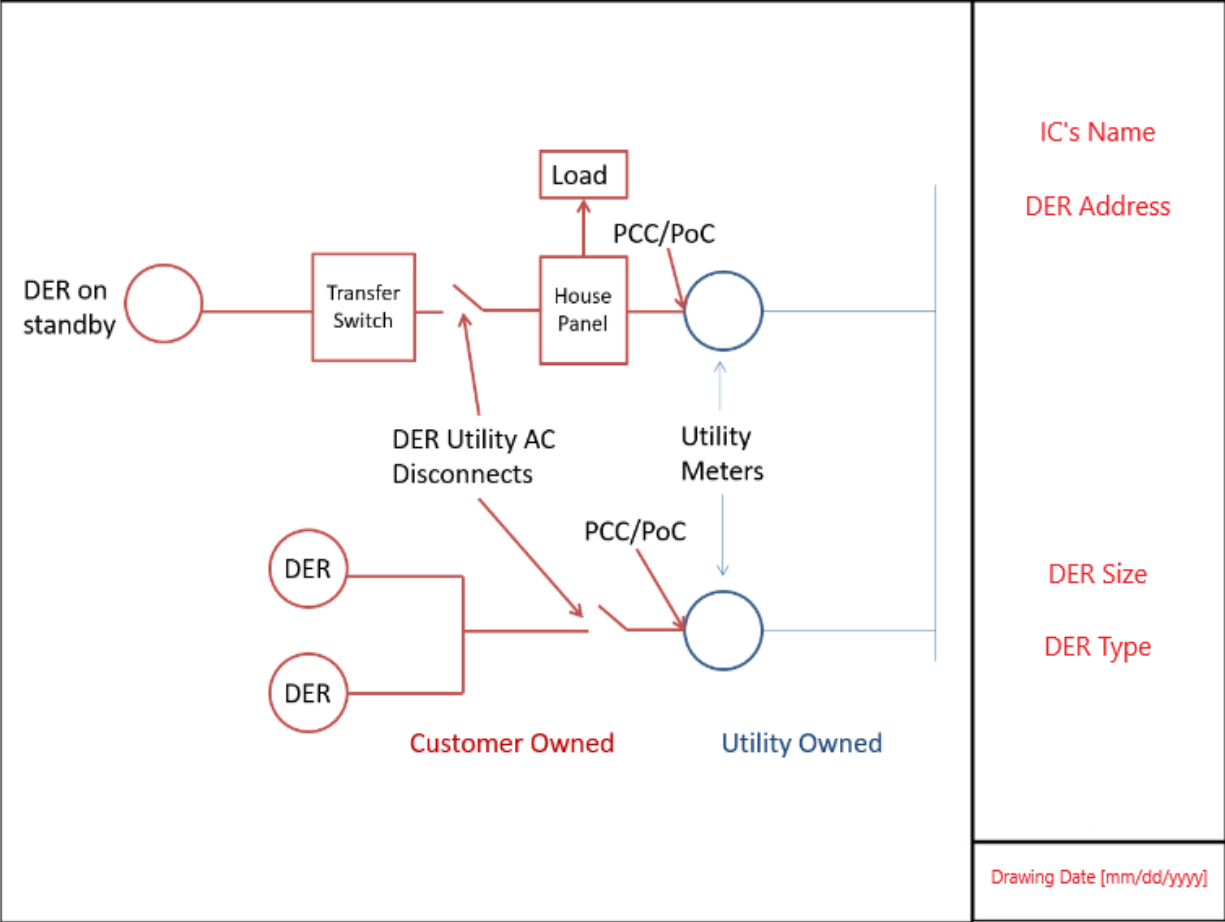 Load
PCC/PoC
DER on
standby
Transfer
Switch
House
Panel
DER Utility AC
Disconnects
Utility
Meters
PCC/PoC
DER
DER
Customer Owned
Utility Owned
IC's Name
DER Address
DER Size
DER Type
Drawing Date [mm/dd/yyyy]